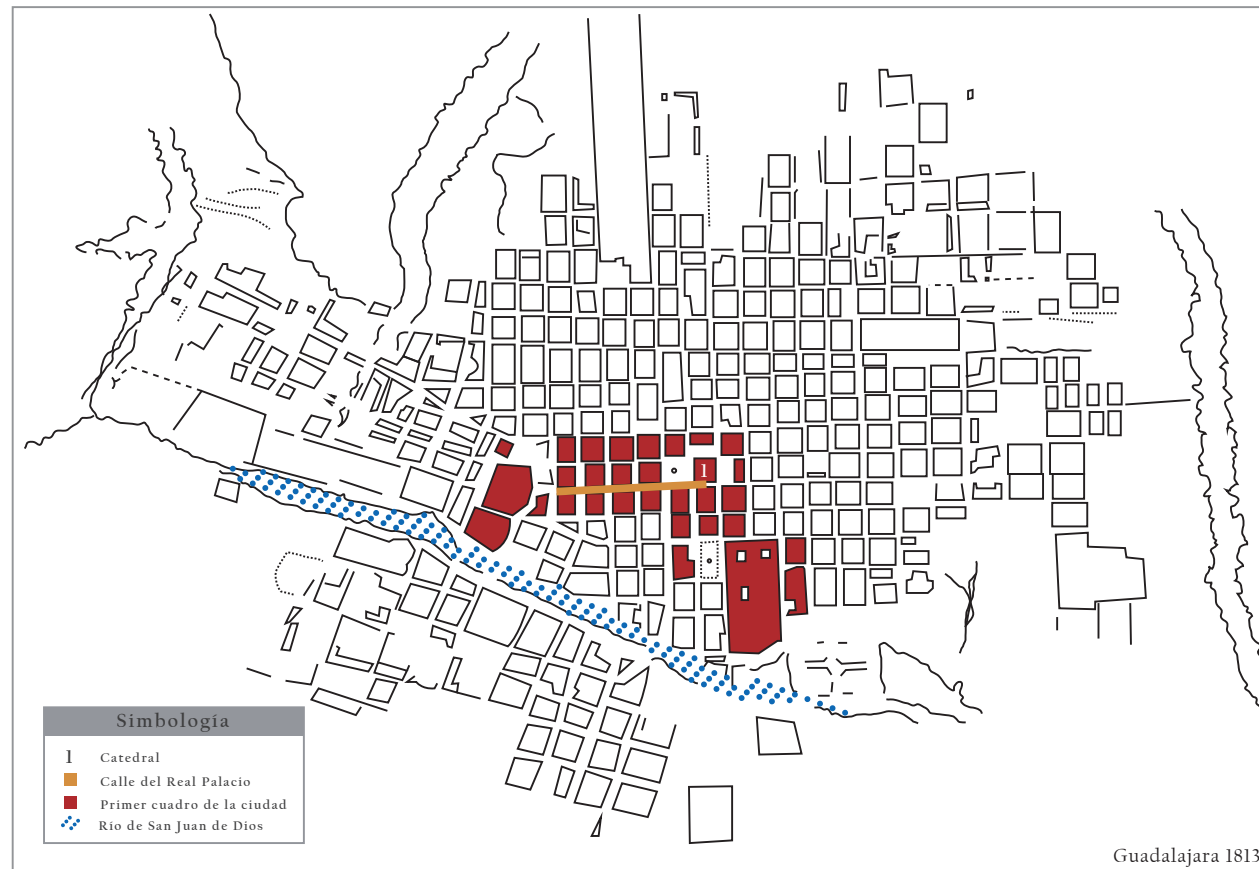 1
Simbología
1 Catedral
Calle del Real Palacio
Primer cuadro de la ciudad
Río de San Juan de Dios
Guadalajara 1813